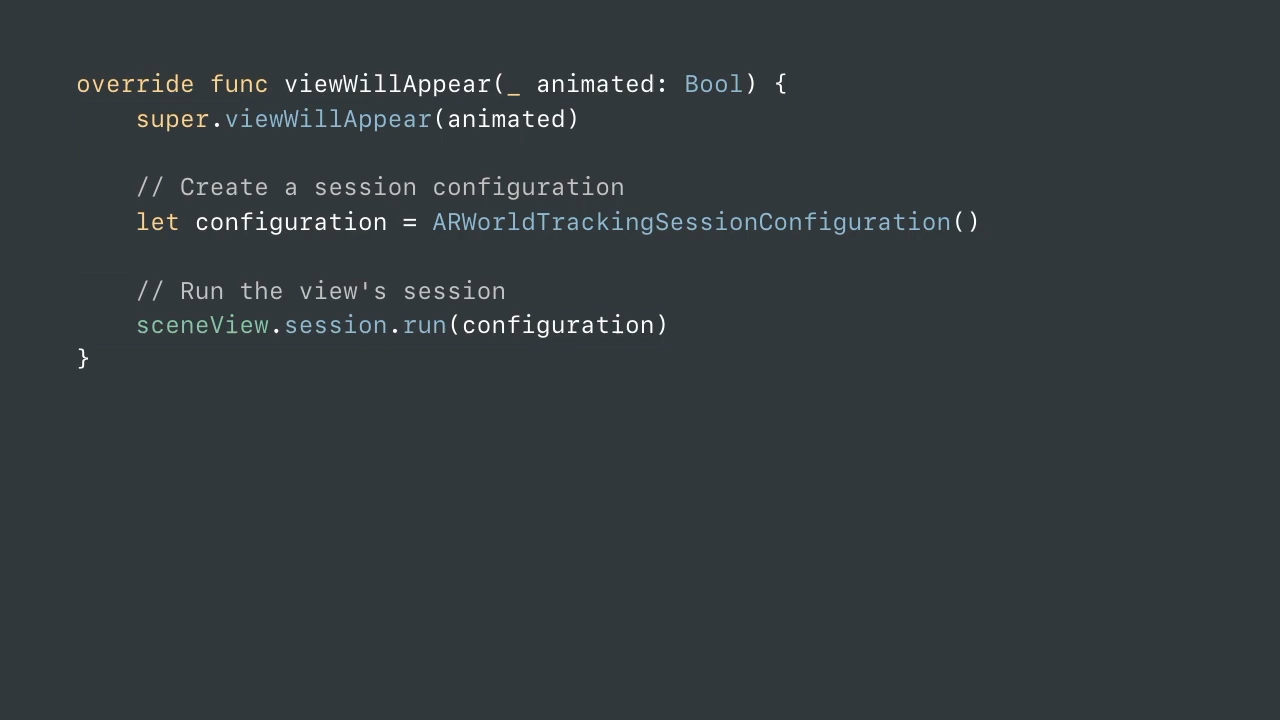 override func viewWillAppear(_ animated: Bool) {
    super.viewWillAppear(animated)

    // Create a session configuration
    let configuration = ARWorldTrackingSessionConfiguration()

    // Run the view's session
    sceneView.session.run(configuration)
}